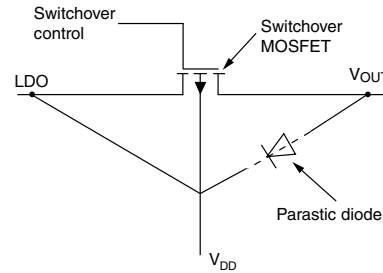 Switchover
control
Switchover
MOSFET
LDO
VOUT
Parastic diode
VDD